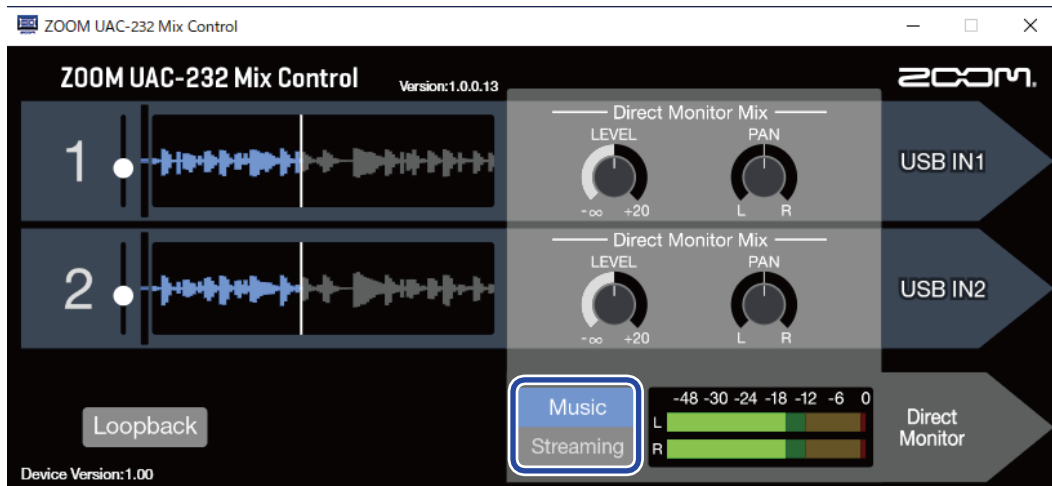 ZOOM UAC-232 Mix Control
ZOOM UAC-232 Mix Control Version:1.0.0.13 ZOOM.
1 Direct Monitor Mix USB IN1
LEVEL PAN
-∞ +20 L R
2 Direct Monitor Mix USB IN2
LEVEL PAN
-∞ +20 L R
Loopback
Music
Streaming
-48 -30 -24 -18 -12 -6 0
L
R
Direct
Monitor
Device Version:1.00